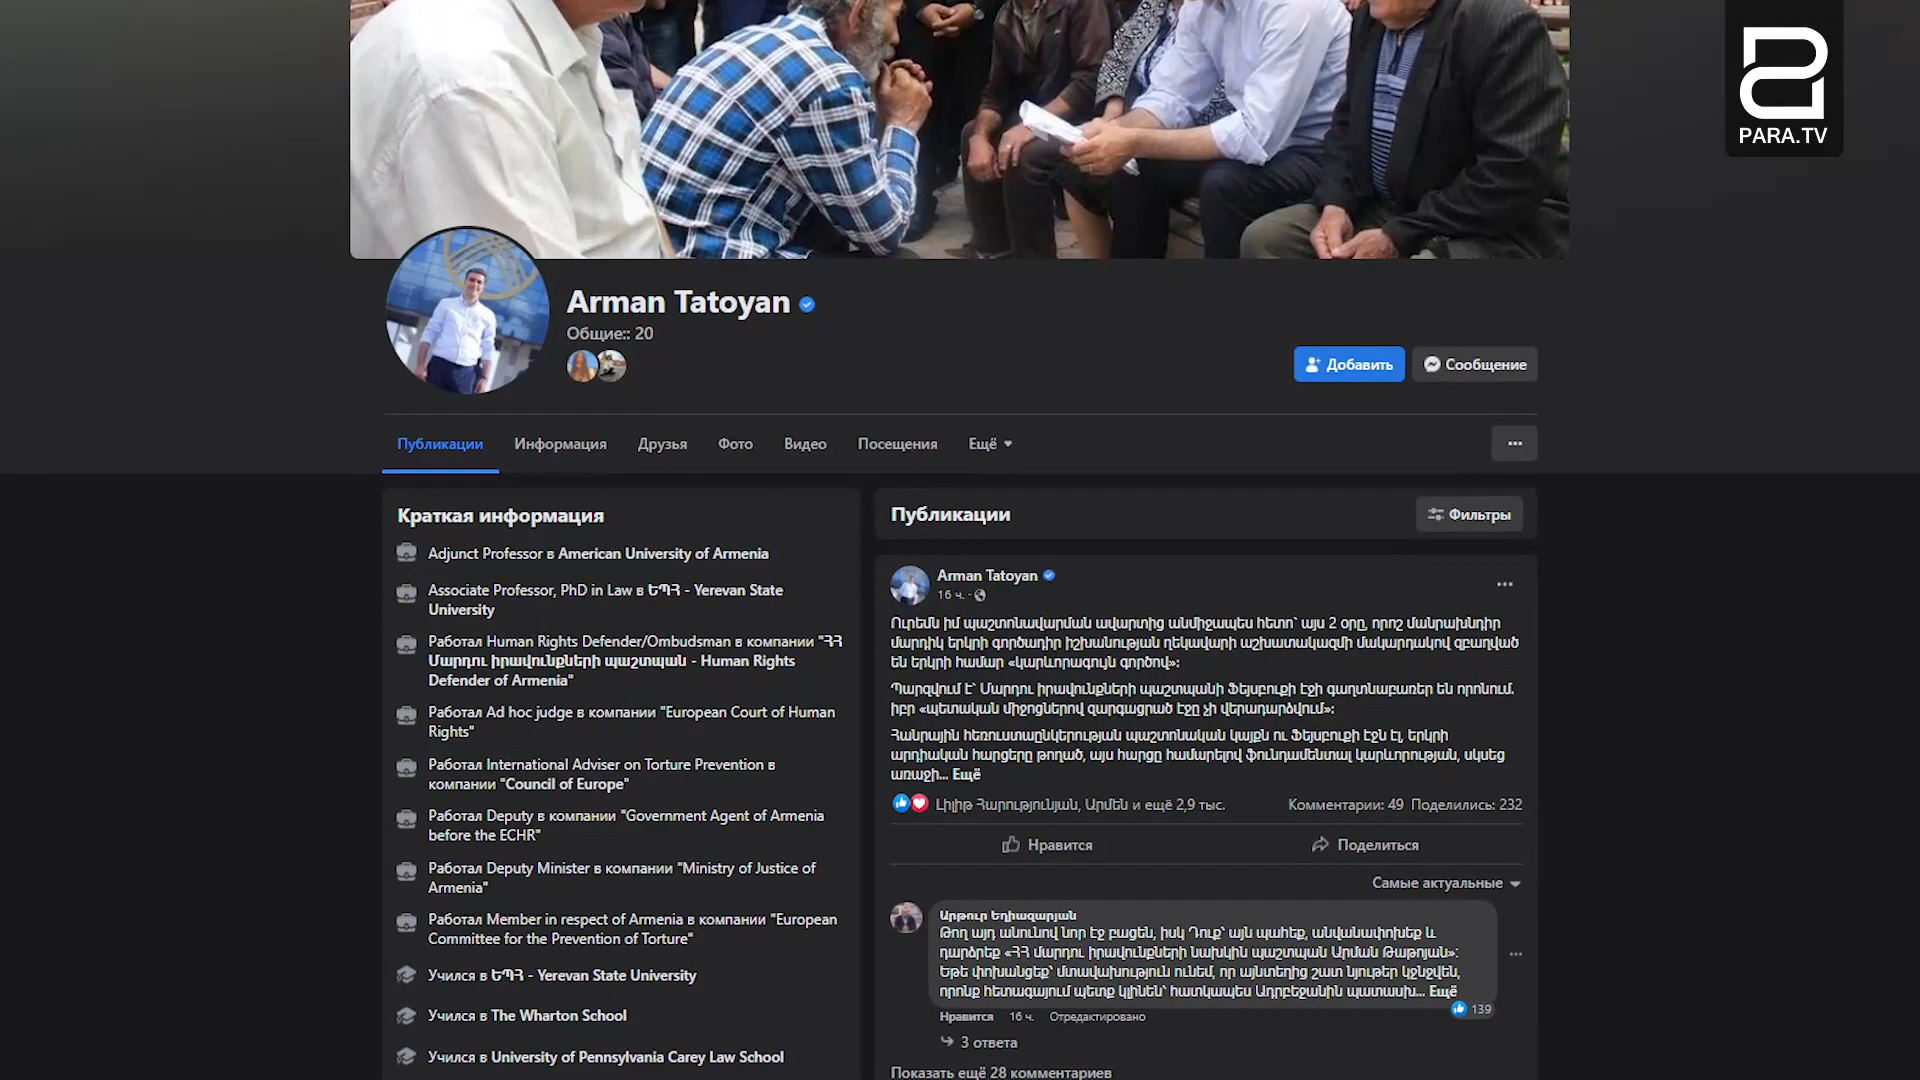 PARA.TV
Arman Tatoyan
Общие:: 20
Добавить
Сообщение
Публикации
Информация
Друзья
Фото
Видео
Посещения
Ещё
Краткая информация
Adjunct Professor в American University of Armenia
Associate Professor, PhD in Law в ԵՊՀ - Yerevan State
University
Работал Human Rights Defender/Ombudsman в компании "ՀՀ
Մարդու իրավունքների պաշտպան - Human Rights
Defender of Armenia"
Работал Ad hoc judge в компании "European Court of Human
Rights"
Работал International Adviser on Torture Prevention в
компании "Council of Europe"
Работал Deputy в компании "Government Agent of Armenia
before the ECHR"
Работал Deputy Minister в компании "Ministry of Justice of
Armenia"
Работал Member in respect of Armenia в компании "European
Committee for the Prevention of Torture"
Учился в ԵՊՀ - Yerevan State University
Учился в The Wharton School
Учился в University of Pennsylvania Carey Law School
Публикации
Фильтры
Arman Tatoyan
16 ч. ·
Ուրեմն իմ պաշտոնավարման ավարտից անմիջապես հետո՝ այս 2 օրը, որոշ մանրախնդիր
մարդիկ երկրի գործադիր իշխանության ղեկավարի աշխատակազմի մակարդակով զբաղված
են երկրի համար «կարևորագույն գործով»։
Պարզվում է՝ Մարդու իրավունքների պաշտպանի Ֆեյսբուքի էջի գաղտնաբառեր են որոնում.
իբր «պետական միջոցներով զարգացրած էջը չի վերադարձվում»։
Հանրային հեռուստաընկերության պաշտոնական կայքն ու Ֆեյսբուքի էջն էլ, երկրի
արդիական հարցերը թողած, այս հարցը համարելով ֆունդամենտալ կարևորության, սկսեց
առաջի... Ещё
Լիլիթ Հարությունյան, Արմեն и ещё 2,9 тыс.
Комментарии: 49 Поделились: 232
Нравится
Поделиться
Самые актуальные
Արթուր Եղիազարյան
Թող այդ անունով նոր էջ բացեն, իսկ Դուք՝ այն պահեք, անվանափոխեք և
դարձրեք «ՀՀ մարդու իրավունքների նախկին պաշտպան Արման Թաթոյան»։
Եթե փոխանցեք՝ մտավախություն ունեմ, որ այնտեղից շատ նյութեր կջնջվեն,
որոնք հետագայում պետք կլինեն՝ հատկապես Ադրբեջանին պատասխ... Ещё
139
Нравится 16 ч. Отредактировано
3 ответа
Показать ещё 28 комментариев